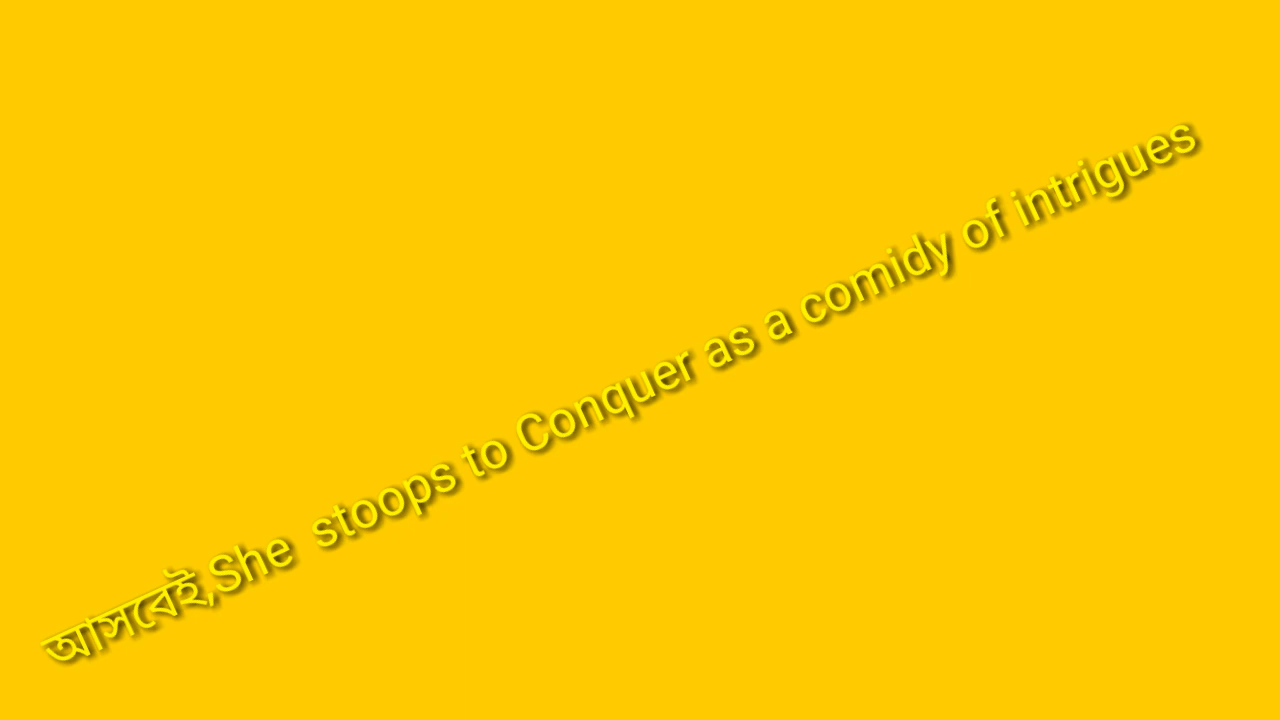 আসবেই,She  stoops to Conquer as a comidy of intrigues